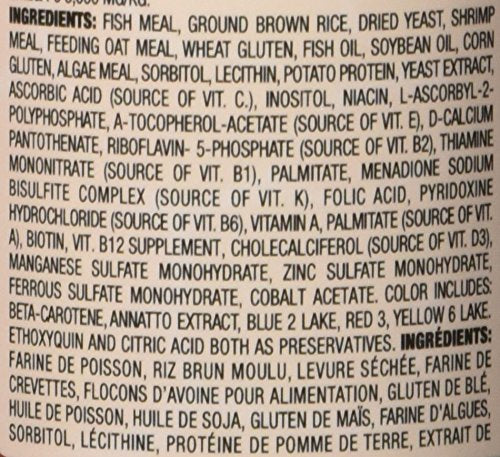 INGREDIENTS: FISH MEAL, GROUND BROWN RICE, DRIED YEAST, SHRIMP
MEAL, FEEDING OAT MEAL, WHEAT GLUTEN, FISH OIL, SOYBEAN OIL, CORN
GLUTEN, ALGAE MEAL, SORBITOL, LECITHIN, POTATO PROTEIN, YEAST EXTRACT,
ASCORBIC ACID (SOURCE OF VIT. C.), INOSITOL, NIACIN, L-ASCORBYL-2-
POLYPHOSPHATE, A-TOCOPHEROL-ACETATE (SOURCE OF VIT. E), D-CALCIUM
PANTOTHENATE, RIBOFLAVIN- 5-PHOSPHATE (SOURCE OF VIT. B2), THIAMINE
MONONITRATE (SOURCE OF VIT. B1), PALMITATE, MENADIONE SODIUM
BISULFITE COMPLEX (SOURCE OF VIT. K), FOLIC ACID, PYRIDOXINE
HYDROCHLORIDE (SOURCE OF VIT. B6), VITAMIN A, PALMITATE (SOURCE OF VIT.
A), BIOTIN, VIT. B12 SUPPLEMENT, CHOLECALCIFEROL (SOURCE OF VIT. D3),
MANGANESE SULFATE MONOHYDRATE, ZINC SULFATE MONOHYDRATE,
FERROUS SULFATE MONOHYDRATE, COBALT ACETATE. COLOR INCLUDES:
BETA-CAROTENE, ANNATTO EXTRACT, BLUE 2 LAKE, RED 3, YELLOW 6 LAKE.
ETHOXYQUIN AND CITRIC ACID BOTH AS PRESERVATIVES. INGRÉDIENTS:
FARINE DE POISSON, RIZ BRUN MOULU, LEVURE SÉCHÉE, FARINE DE
CREVETTES, FLOCONS D'AVOINE POUR ALIMENTATION, GLUTEN DE BLÉ,
HUILE DE POISSON, HUILE DE SOJA, GLUTEN DE MAÏS, FARINE D'ALGUES,
SORBITOL, LÉCITHINE, PROTÉINE DE POMME DE TERRE, EXTRAIT DE